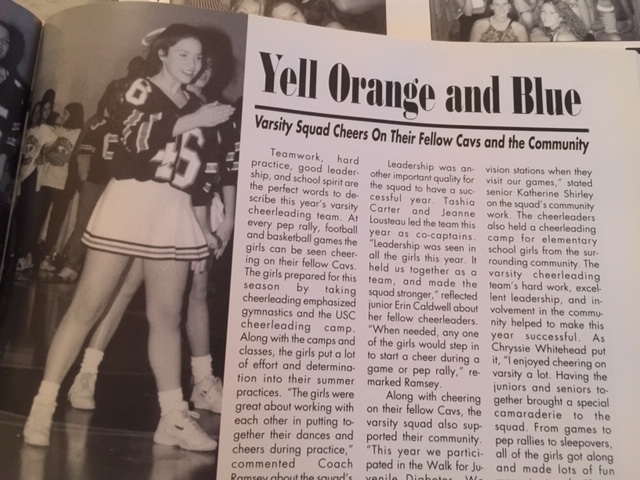 Yell Orange and Blue
Varsity Squad Cheers On Their Fellow Cavs and the Community
Teamwork, hard
practice, good leader-
ship, and school spirit are
the perfect words to de-
scribe this year's varsity
cheerleading team. At
every pep rally, football
and basketball games the
girls can be seen cheer-
ing on their fellow Cavs.
The girls prepared for this
season by taking
cheerleading emphasized
gymnastics and the USC
cheerleading camp.
Along with the camps and
classes, the girls put a lot
of effort and determina-
tion into their summer
practices. "The girls were
great about working with
each other in putting to-
gether their dances and
cheers during practice,"
commented Coach
Ramsey about the squad's
Leadership was an-
other important quality for
the squad to have a suc-
cessful year. Tashia
Carter and Jeanne
Lousteau led the team this
year as co-captains.
"Leadership was seen in
all the girls this year. It
held us together as a
team, and made the
squad stronger," reflected
junior Erin Caldwell about
her fellow cheerleaders.
"When needed, any one
of the girls would step in
to start a cheer during a
game or pep rally," re-
marked Ramsey.
Along with cheering
on their fellow Cavs, the
varsity squad also sup-
ported their community.
"This year we partici-
pated in the Walk for Ju-
venile Diabetes. We
vision stations when they
visit our games," stated
senior Katherine Shirley
on the squad's community
work. The cheerleaders
also held a cheerleading
camp for elementary
school girls from the sur-
rounding community. The
varsity cheerleading
team's hard work, excel-
lent leadership, and in-
volvement in the commu-
nity helped to make this
year successful. As
Chryssie Whitehead put
it, "I enjoyed cheering on
varsity a lot. Having the
juniors and seniors to-
gether brought a special
camaraderie to the
squad. From games to
pep rallies to sleepovers,
all of the girls got along
and made lots of fun
6
46